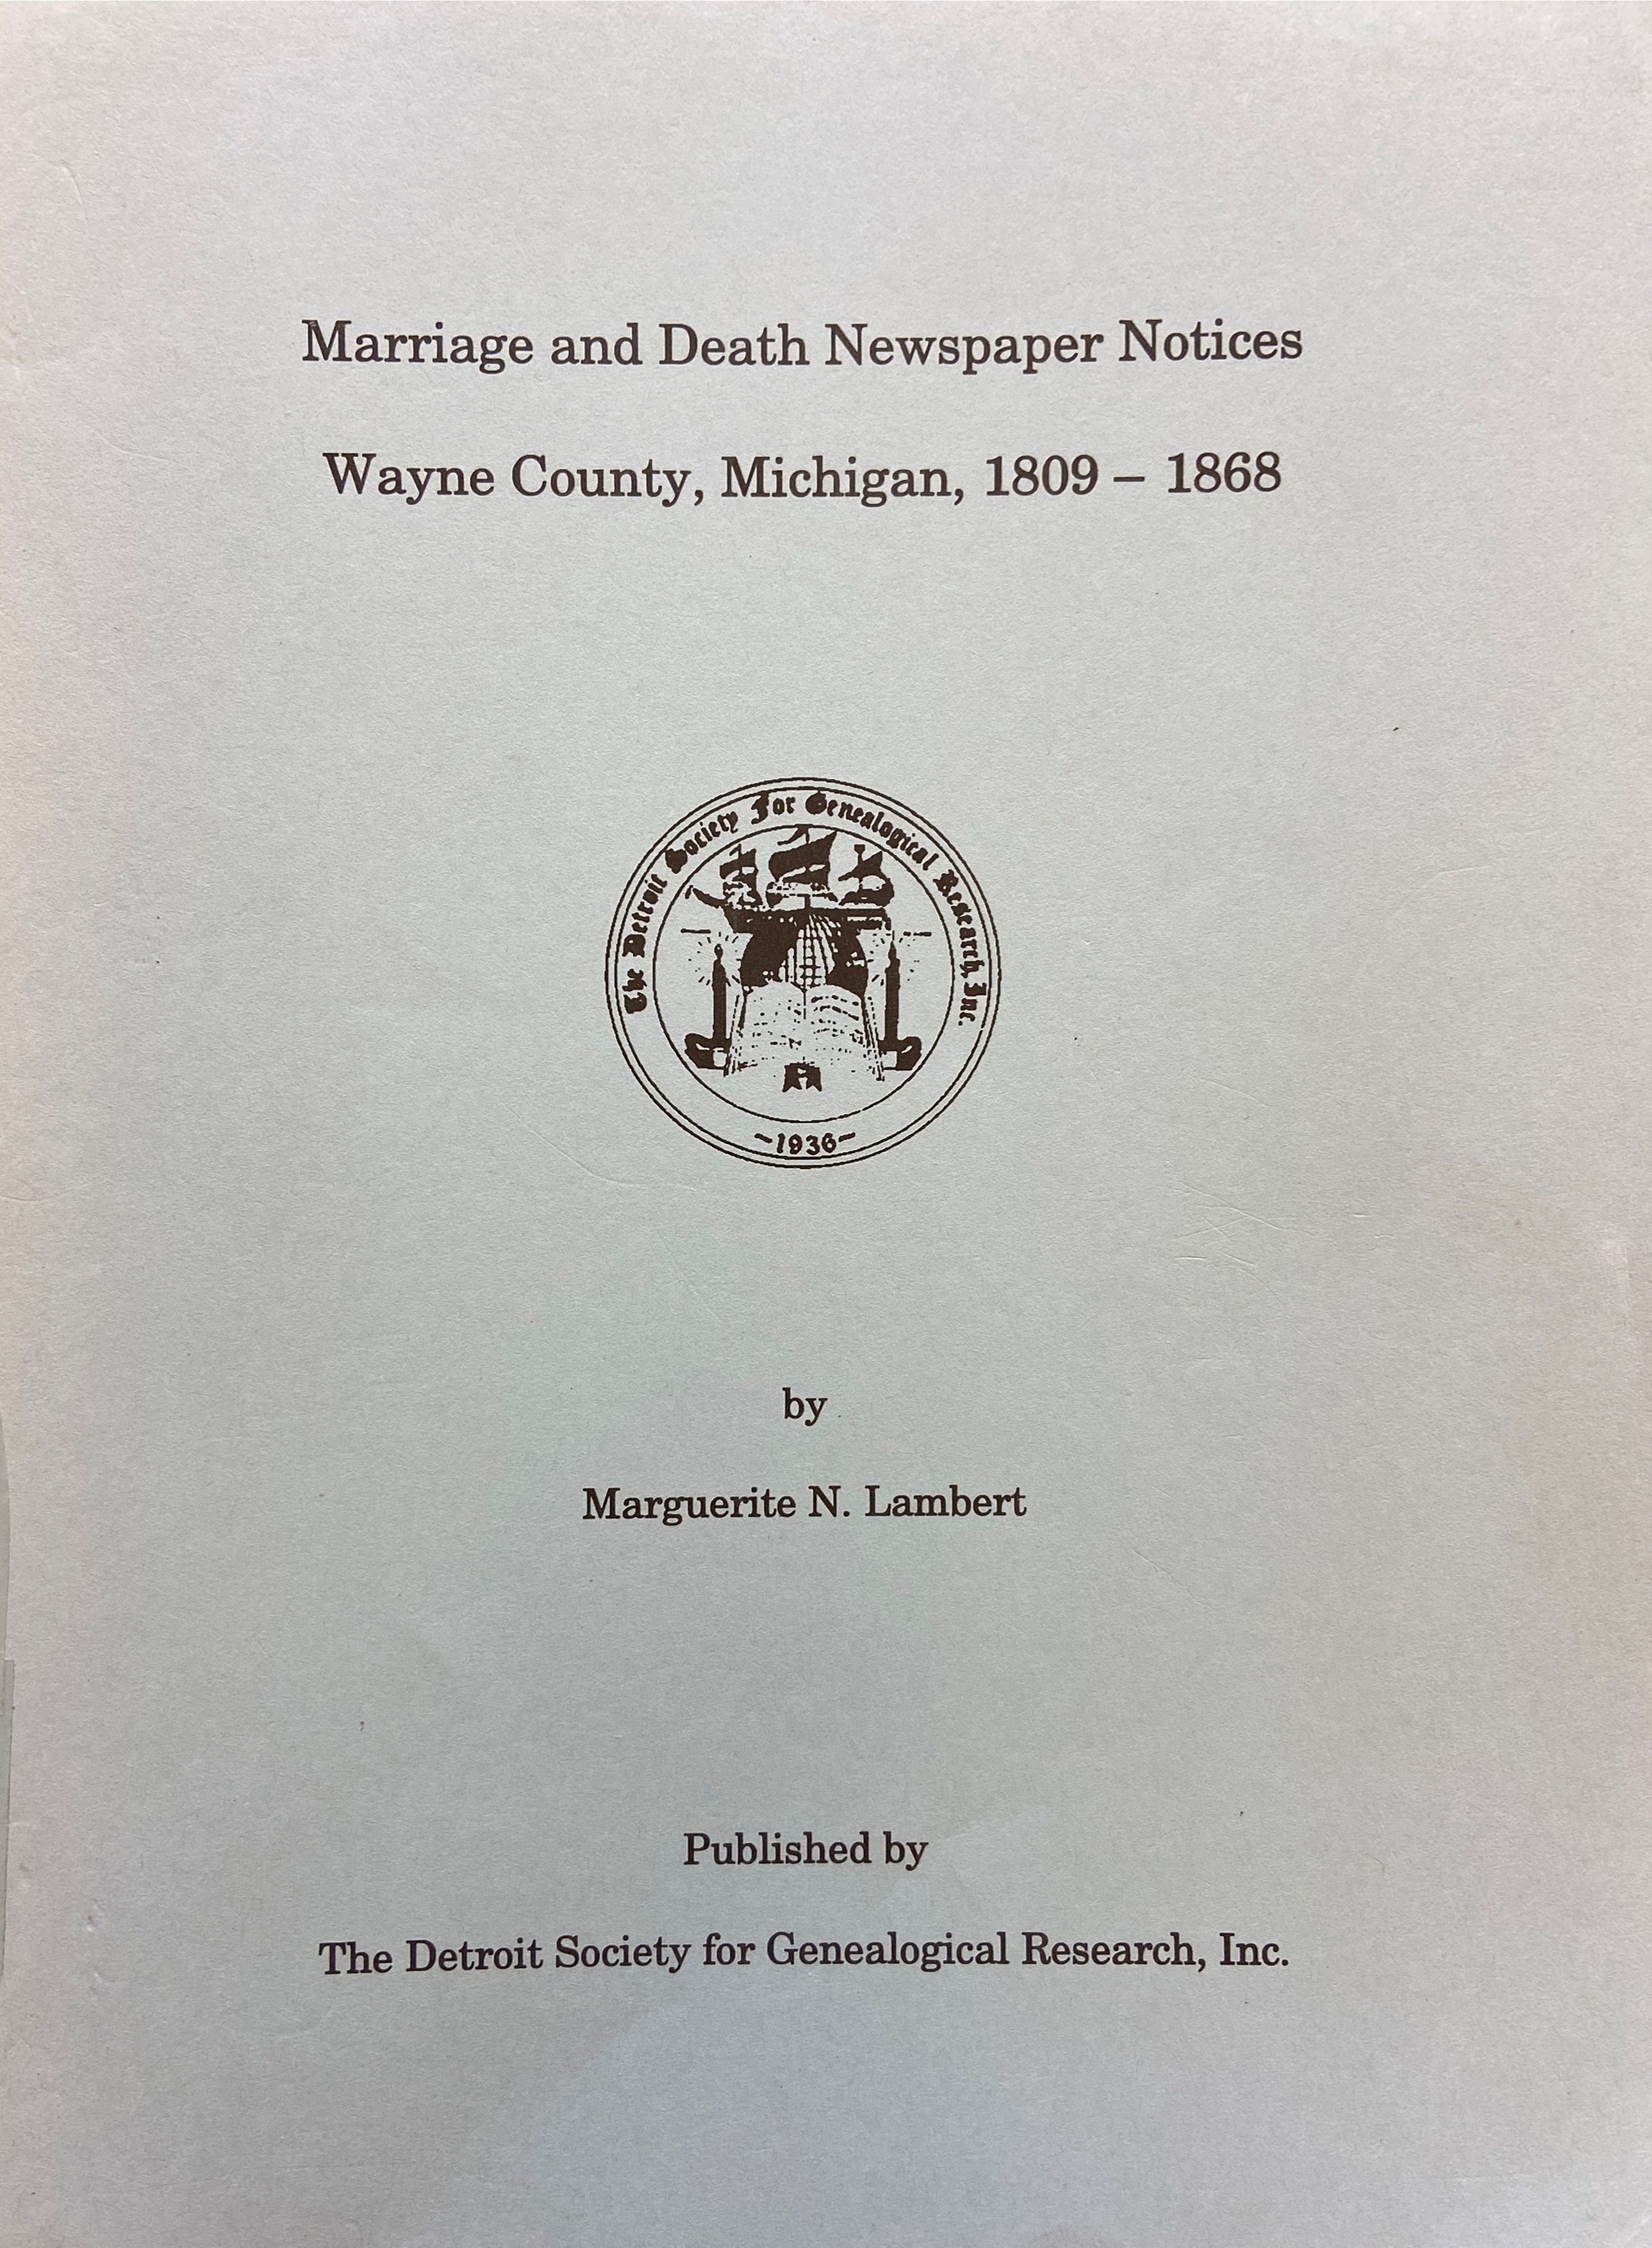 Marriage and Death Newspaper Notices
Wayne County, Michigan, 1809 – 1868
The Detroit Society For Genealogical Research, Inc.
~1936~
by
Marguerite N. Lambert
Published by
The Detroit Society for Genealogical Research, Inc.